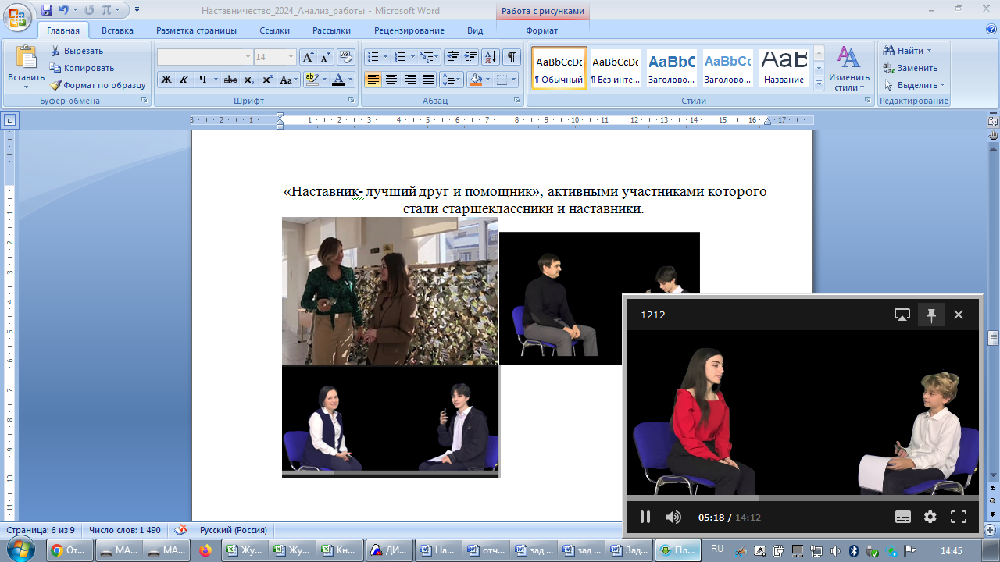 Наставничество_2024_Анализ_работы - Microsoft Word
Работа с рисунками
Главная
Вставка
Разметка страницы
Ссылки
Рассылки
Рецензирование
Вид
Формат
Вставить
Вырезать
Копировать
Формат по образцу
Буфер обмена
14
Ж К Ч abc x₂ x² Aa
Шрифт
Абзац
AaBbCcDc
¶ Обычный
AaBbCcDc
¶ Без инте...
AaBbC
Заголово...
AaBbCc
Заголово...
AaB
Название
Изменить
стили
Стили
Найти
Заменить
Выделить
Редактирование
3 2 1 1 2 3 4 5 6 7 8 9 10 11 12 13 14 15 16 17
«Наставник- лучший друг и помощник», активными участниками которого
стали старшеклассники и наставники.
1212
05:18 / 14:12
Страница: 6 из 9
Число слов: 1 490
Русский (Россия)
От...
МА...
МА...
Жу...
Жу...
Кн...
ДИ...
На...
отч...
зад ...
зад ...
Зад...
Пл...
RU
14:45